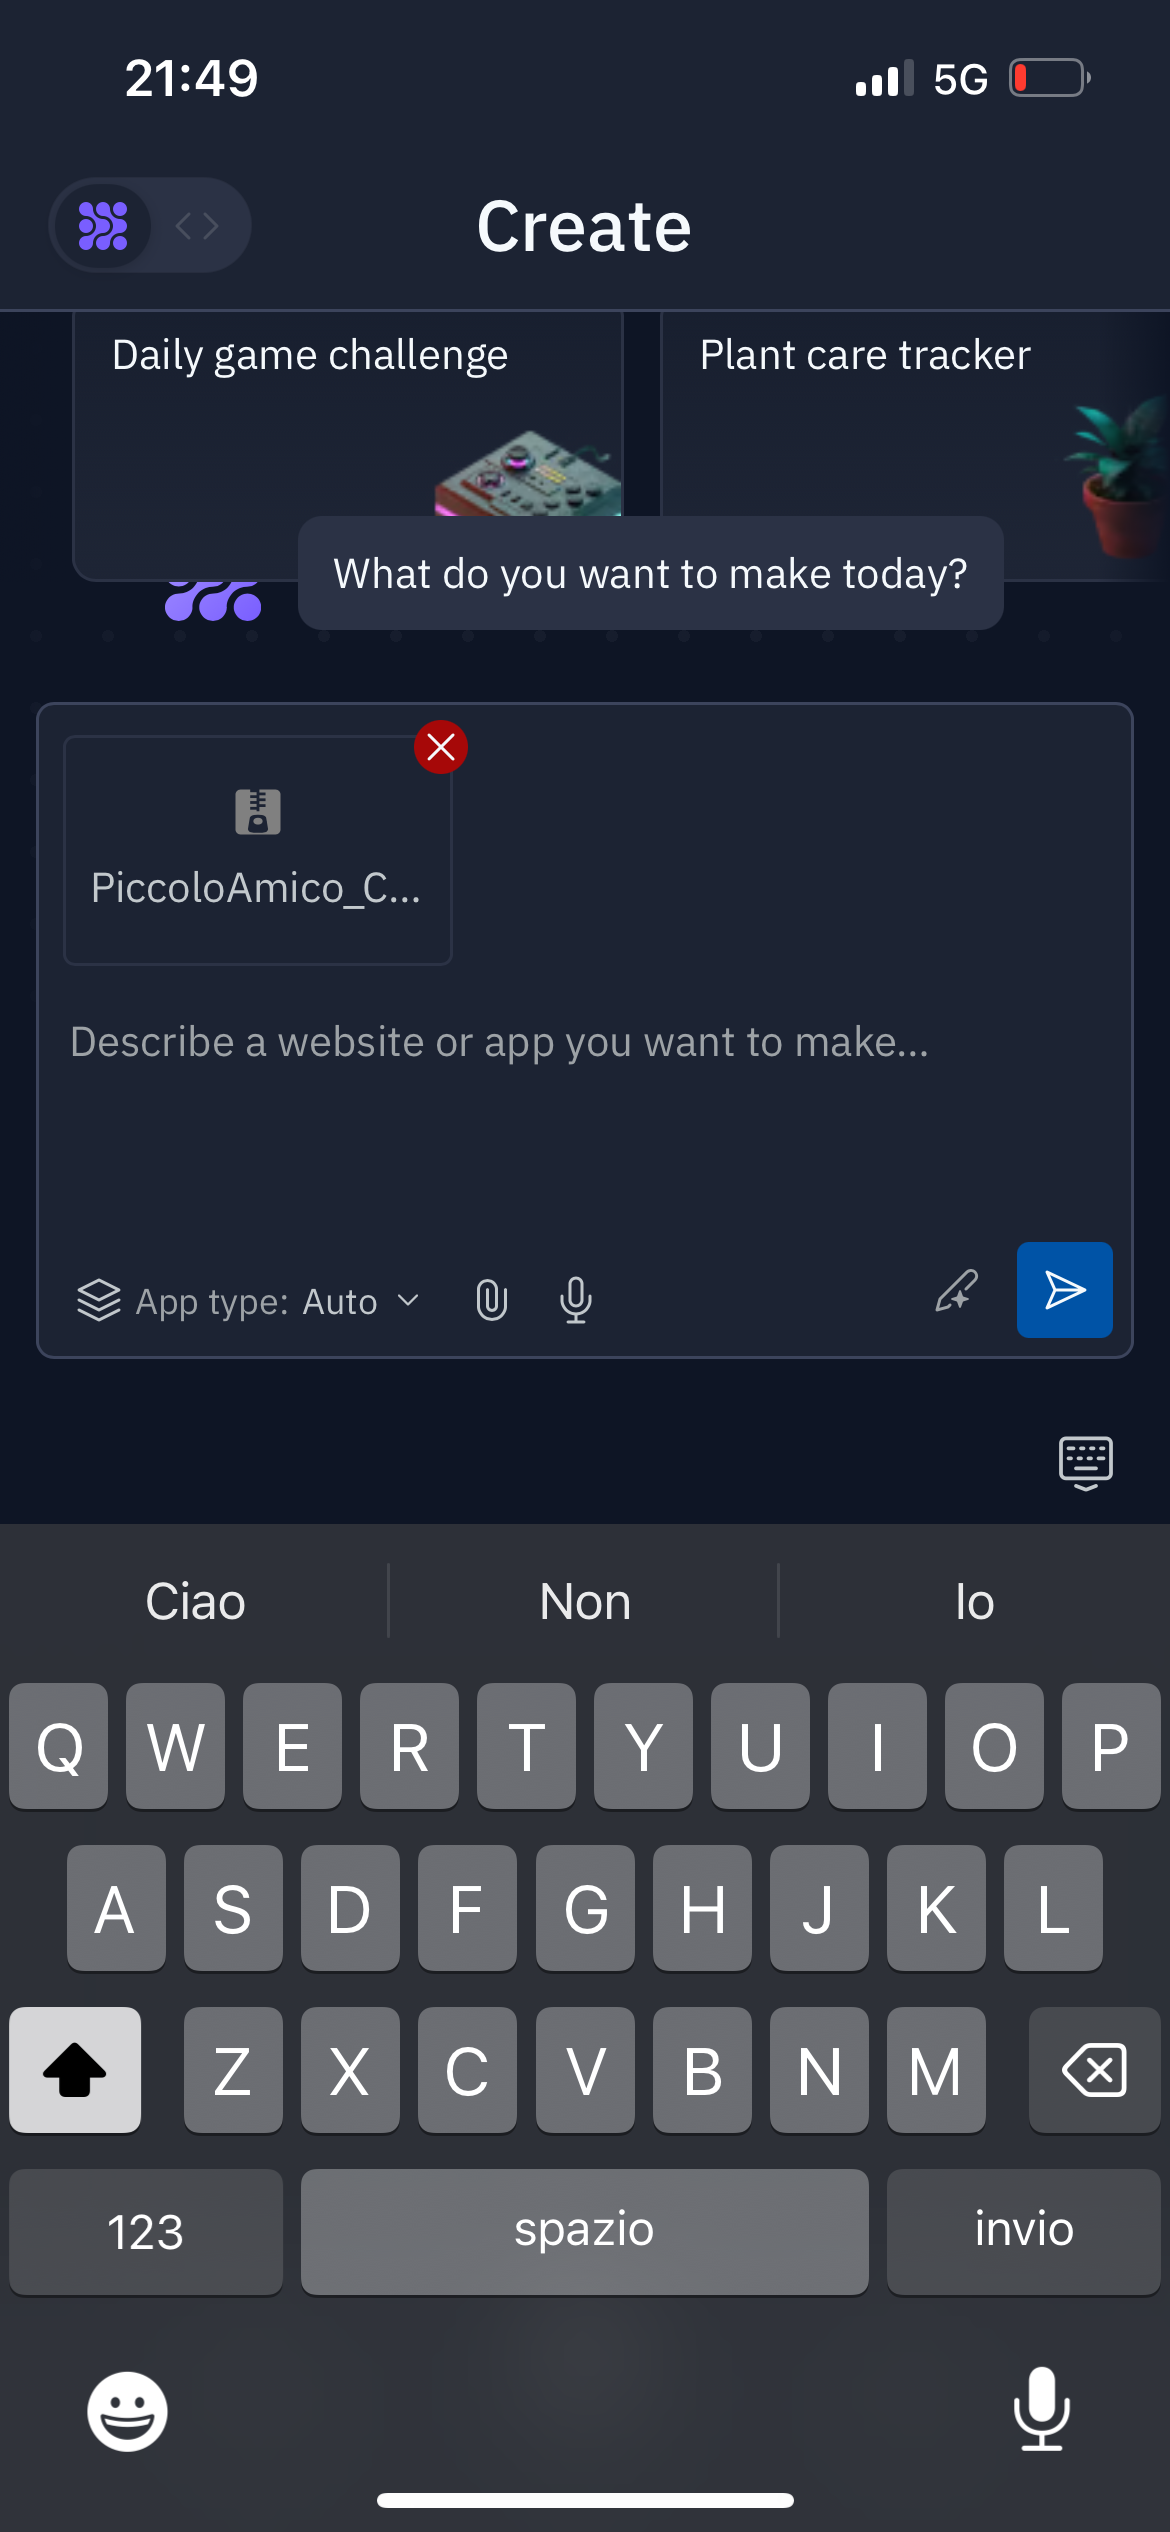 21:49
5G
Create
Daily game challenge
Plant care tracker
What do you want to make today?
PiccoloAmico_C...
Describe a website or app you want to make...
App type: Auto
Ciao
Non
Io
Q W E R T Y U I O P
A S D F G H J K L
Z X C V B N M
123
spazio
invio